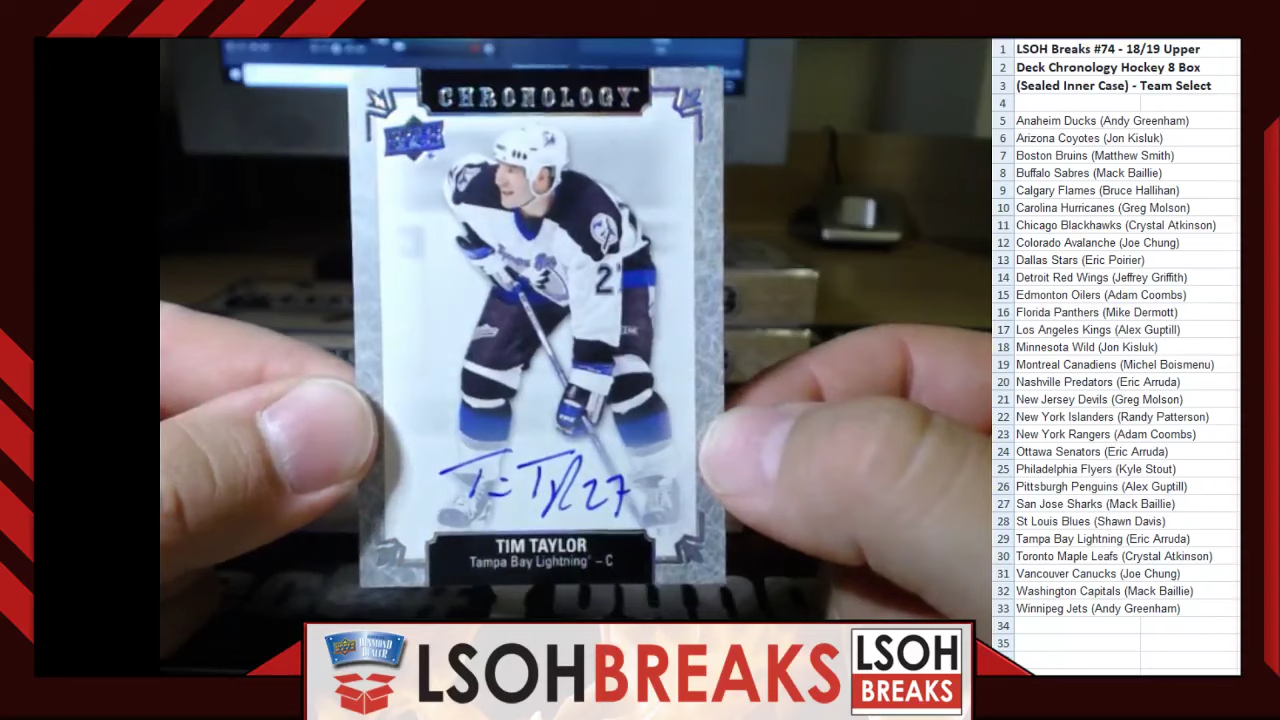 CHRONOLOGY
UPPER DECK
27
TIM TAYLOR
Tampa Bay Lightning - C
1 LSOH Breaks #74 - 18/19 Upper
2 Deck Chronology Hockey 8 Box
3 (Sealed Inner Case) - Team Select
4
5 Anaheim Ducks (Andy Greenham)
6 Arizona Coyotes (Jon Kisluk)
7 Boston Bruins (Matthew Smith)
8 Buffalo Sabres (Mack Baillie)
9 Calgary Flames (Bruce Hallihan)
10 Carolina Hurricanes (Greg Molson)
11 Chicago Blackhawks (Crystal Atkinson)
12 Colorado Avalanche (Joe Chung)
13 Dallas Stars (Eric Poirier)
14 Detroit Red Wings (Jeffrey Griffith)
15 Edmonton Oilers (Adam Coombs)
16 Florida Panthers (Mike Dermott)
17 Los Angeles Kings (Alex Guptill)
18 Minnesota Wild (Jon Kisluk)
19 Montreal Canadiens (Michel Boismenu)
20 Nashville Predators (Eric Arruda)
21 New Jersey Devils (Greg Molson)
22 New York Islanders (Randy Patterson)
23 New York Rangers (Adam Coombs)
24 Ottawa Senators (Eric Arruda)
25 Philadelphia Flyers (Kyle Stout)
26 Pittsburgh Penguins (Alex Guptill)
27 San Jose Sharks (Mack Baillie)
28 St Louis Blues (Shawn Davis)
29 Tampa Bay Lightning (Eric Arruda)
30 Toronto Maple Leafs (Crystal Atkinson)
31 Vancouver Canucks (Joe Chung)
32 Washington Capitals (Mack Baillie)
33 Winnipeg Jets (Andy Greenham)
34
35
DIAMOND
DEALER
LSOHBREAKS
LSOH
BREAKS